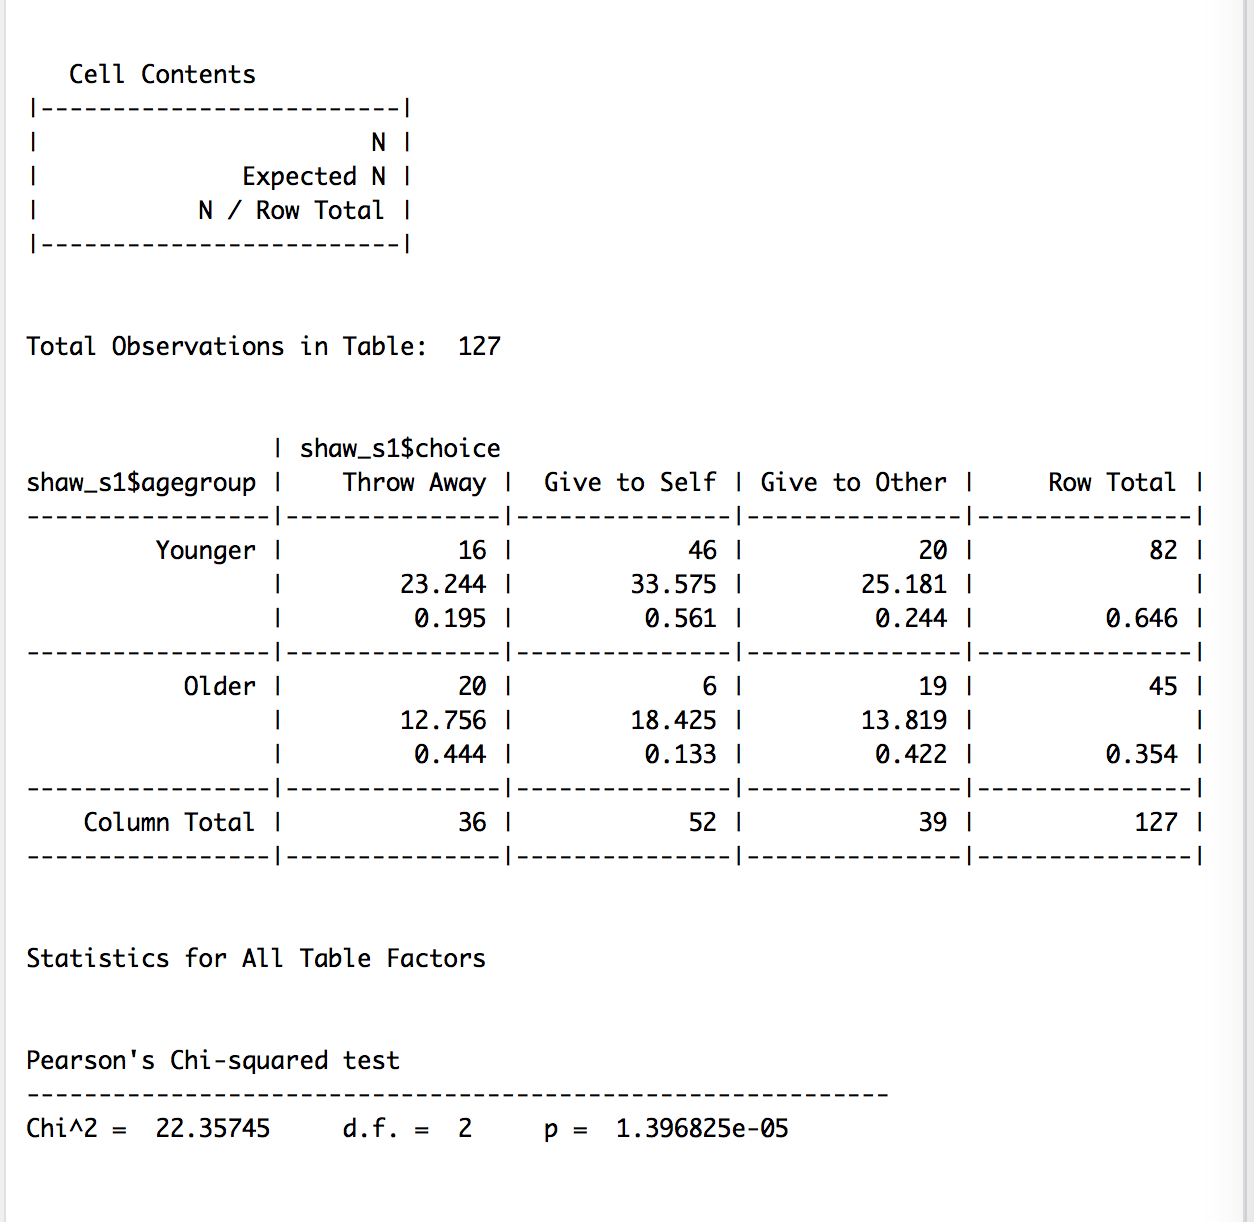 Cell Contents
|-------------------------|
|                       N |
|              Expected N |
|           N / Row Total |
|-------------------------|
Total Observations in Table:  127
                 | shaw_s1$choice
shaw_s1$agegroup |    Throw Away |  Give to Self | Give to Other |     Row Total |
-----------------|---------------|---------------|---------------|---------------|
         Younger |            16 |            46 |            20 |            82 |
                 |        23.244 |        33.575 |        25.181 |               |
                 |         0.195 |         0.561 |         0.244 |         0.646 |
-----------------|---------------|---------------|---------------|---------------|
           Older |            20 |             6 |            19 |            45 |
                 |        12.756 |        18.425 |        13.819 |               |
                 |         0.444 |         0.133 |         0.422 |         0.354 |
-----------------|---------------|---------------|---------------|---------------|
    Column Total |            36 |            52 |            39 |           127 |
-----------------|---------------|---------------|---------------|---------------|
Statistics for All Table Factors
Pearson's Chi-squared test
------------------------------------------------------------
Chi^2 =  22.35745     d.f. =  2     p =  1.396825e-05